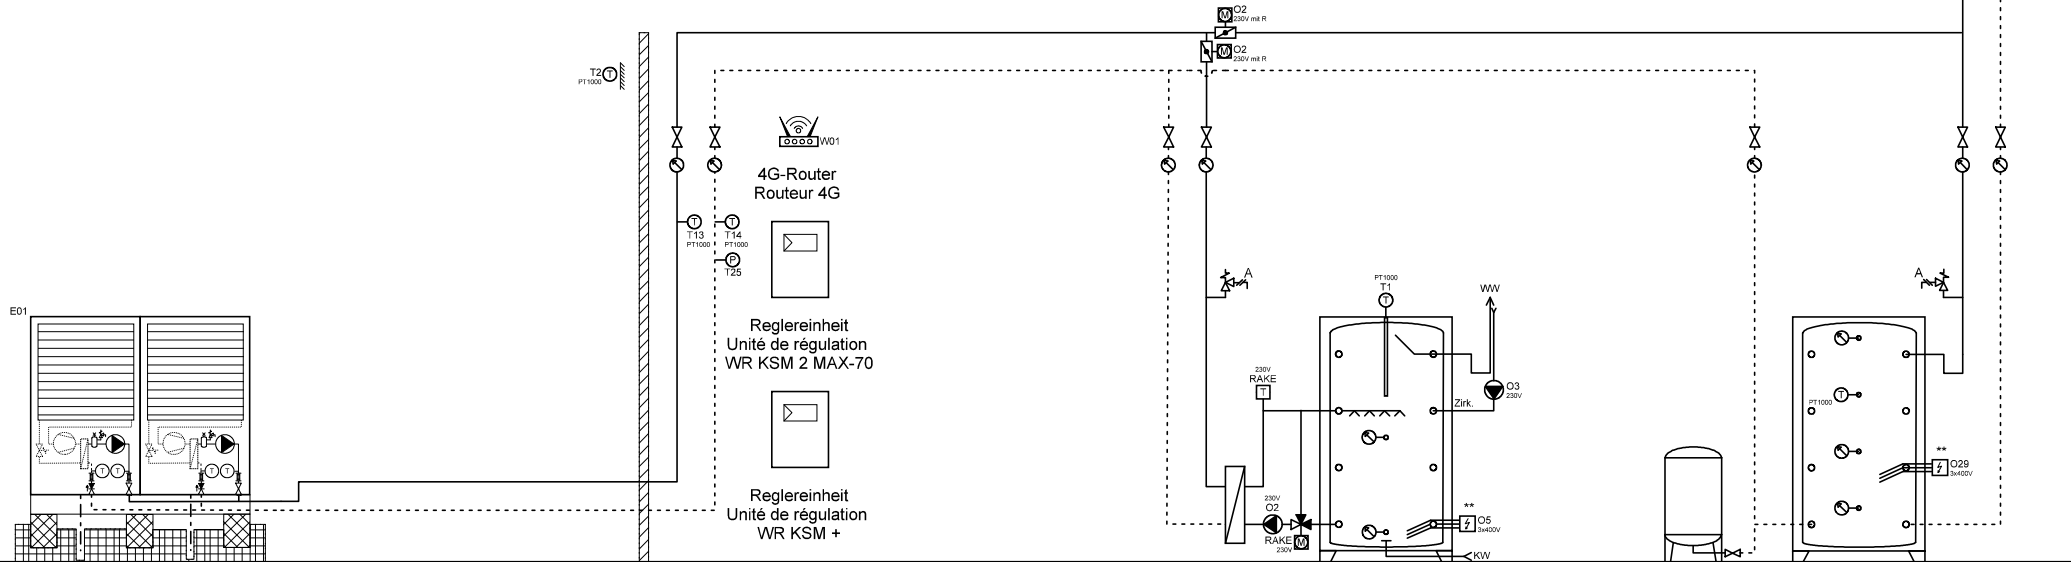 O2
230V mit R
O2
230V mit R
T2
PT1000
W01
4G-Router
Routeur 4G
T
T
T
T13
PT1000
T14
PT1000
P
T25
M
M
A
A
PT1000
T1
T
WW
E01
Reglereinheit
Unité de régulation
WR KSM 2 MAX-70
230V
RAKE
T
O3
230V
Zirk.
PT1000
T
T
T
T
T
**
O29
3x400V
Reglereinheit
Unité de régulation
WR KSM +
230V
O2
RAKE
230V
M
**
O5
3x400V
KW